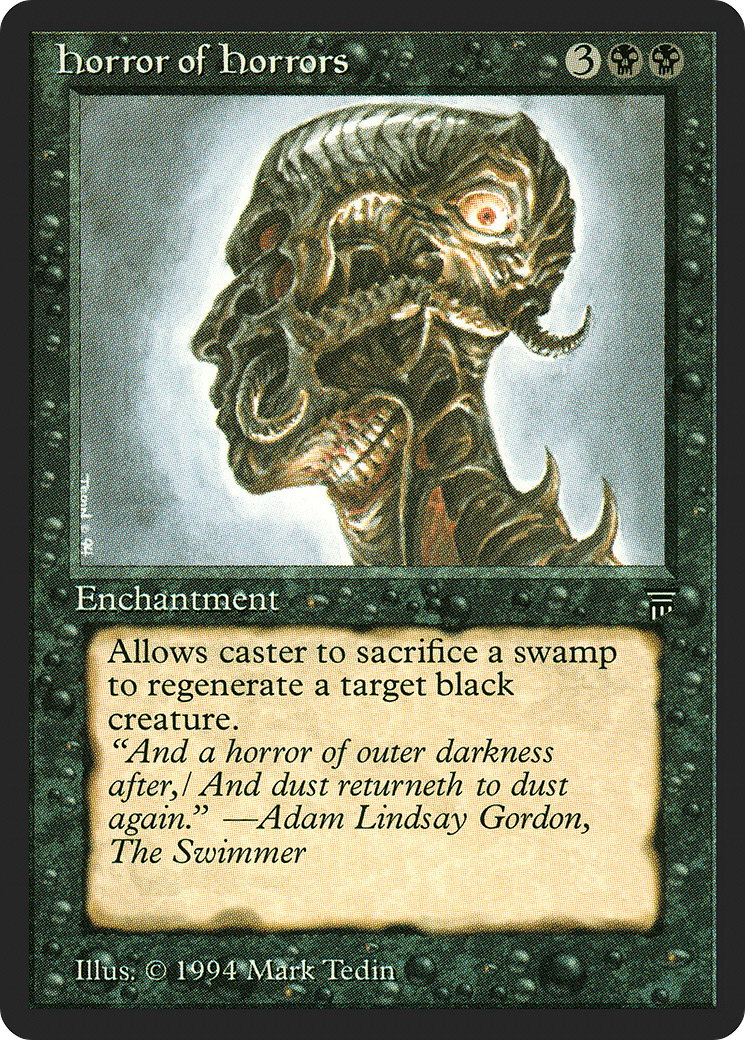 Horror of Horrors
3
Enchantment
Allows caster to sacrifice a swamp
to regenerate a target black
creature.
“And a horror of outer darkness
after,/ And dust returneth to dust
again.” —Adam Lindsay Gordon,
The Swimmer
Illus. © 1994 Mark Tedin